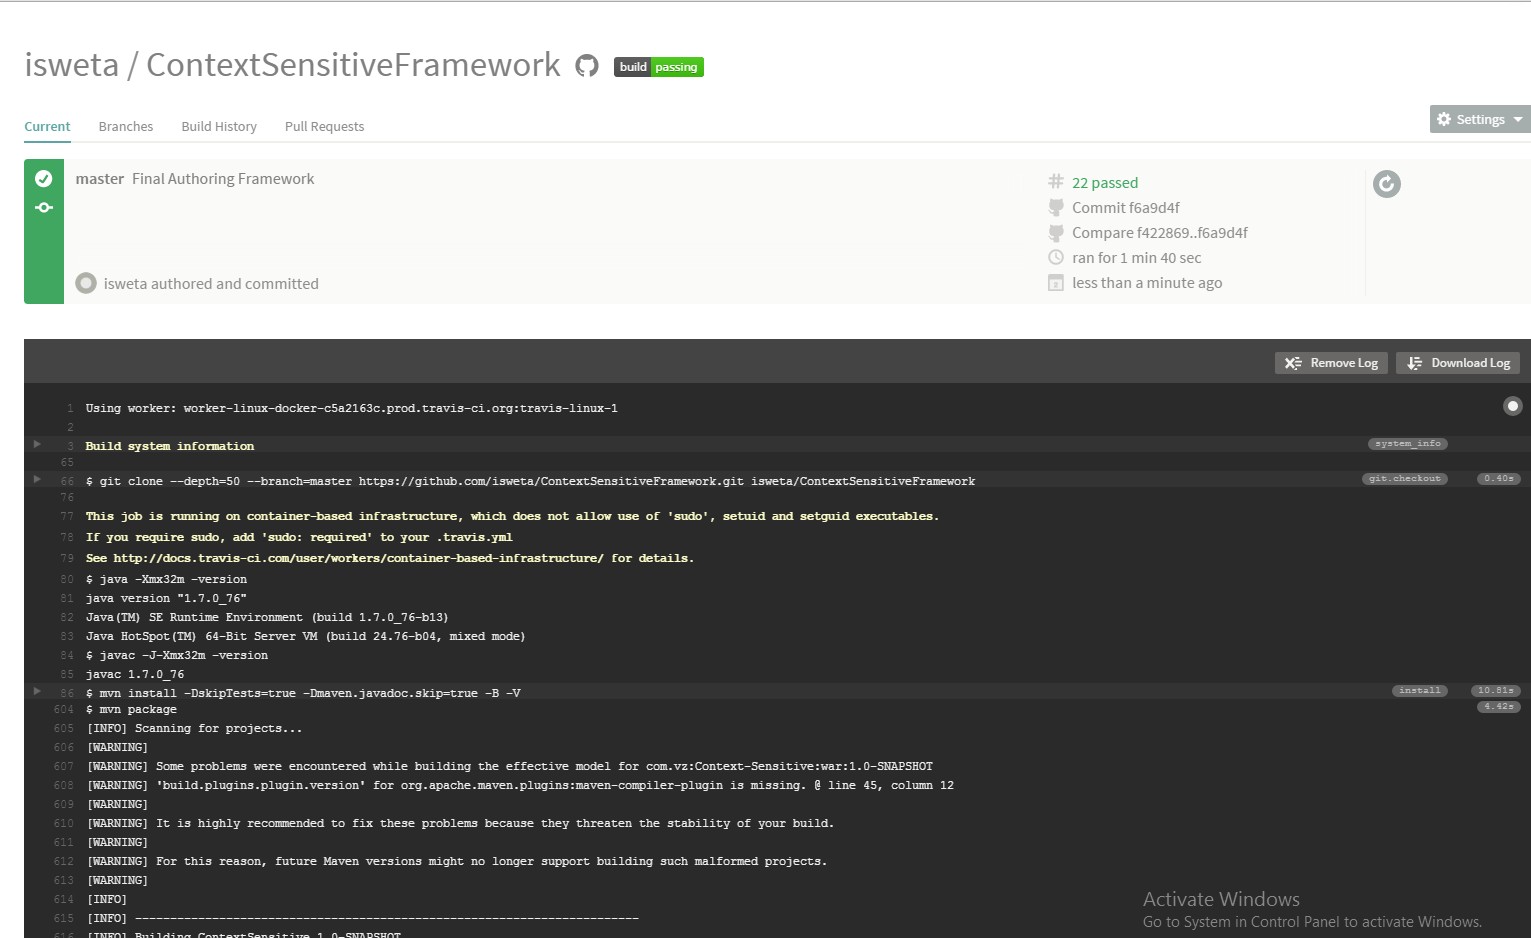 isweta / ContextSensitiveFramework build passing
Current Branches Build History Pull Requests Settings
master Final Authoring Framework
22 passed
Commit f6a9d4f
Compare f422869..f6a9d4f
ran for 1 min 40 sec
isweta authored and committed
less than a minute ago
Remove Log Download Log
1 Using worker: worker-linux-docker-c5a2163c.prod.travis-ci.org:travis-linux-1
2
3 Build system information system_info
65
66 $ git clone --depth=50 --branch=master https://github.com/isweta/ContextSensitiveFramework.git isweta/ContextSensitiveFramework git.checkout 0.40s
76
77 This job is running on container-based infrastructure, which does not allow use of 'sudo', setuid and setguid executables.
78 If you require sudo, add 'sudo: required' to your .travis.yml
79 See http://docs.travis-ci.com/user/workers/container-based-infrastructure/ for details.
80 $ java -Xmx32m -version
81 java version "1.7.0_76"
82 Java(TM) SE Runtime Environment (build 1.7.0_76-b13)
83 Java HotSpot(TM) 64-Bit Server VM (build 24.76-b04, mixed mode)
84 $ javac -J-Xmx32m -version
85 javac 1.7.0_76
86 $ mvn install -DskipTests=true -Dmaven.javadoc.skip=true -B -V install 10.81s
604 $ mvn package 4.42s
605 [INFO] Scanning for projects...
606 [WARNING]
607 [WARNING] Some problems were encountered while building the effective model for com.vz:Context-Sensitive:war:1.0-SNAPSHOT
608 [WARNING] 'build.plugins.plugin.version' for org.apache.maven.plugins:maven-compiler-plugin is missing. @ line 45, column 12
609 [WARNING]
610 [WARNING] It is highly recommended to fix these problems because they threaten the stability of your build.
611 [WARNING]
612 [WARNING] For this reason, future Maven versions might no longer support building such malformed projects.
613 [WARNING]
614 [INFO]
615 [INFO] ------------------------------------------------------------------------
616 [INFO] Building ContextSensitive 1.0-SNAPSHOT
Activate Windows
Go to System in Control Panel to activate Windows.